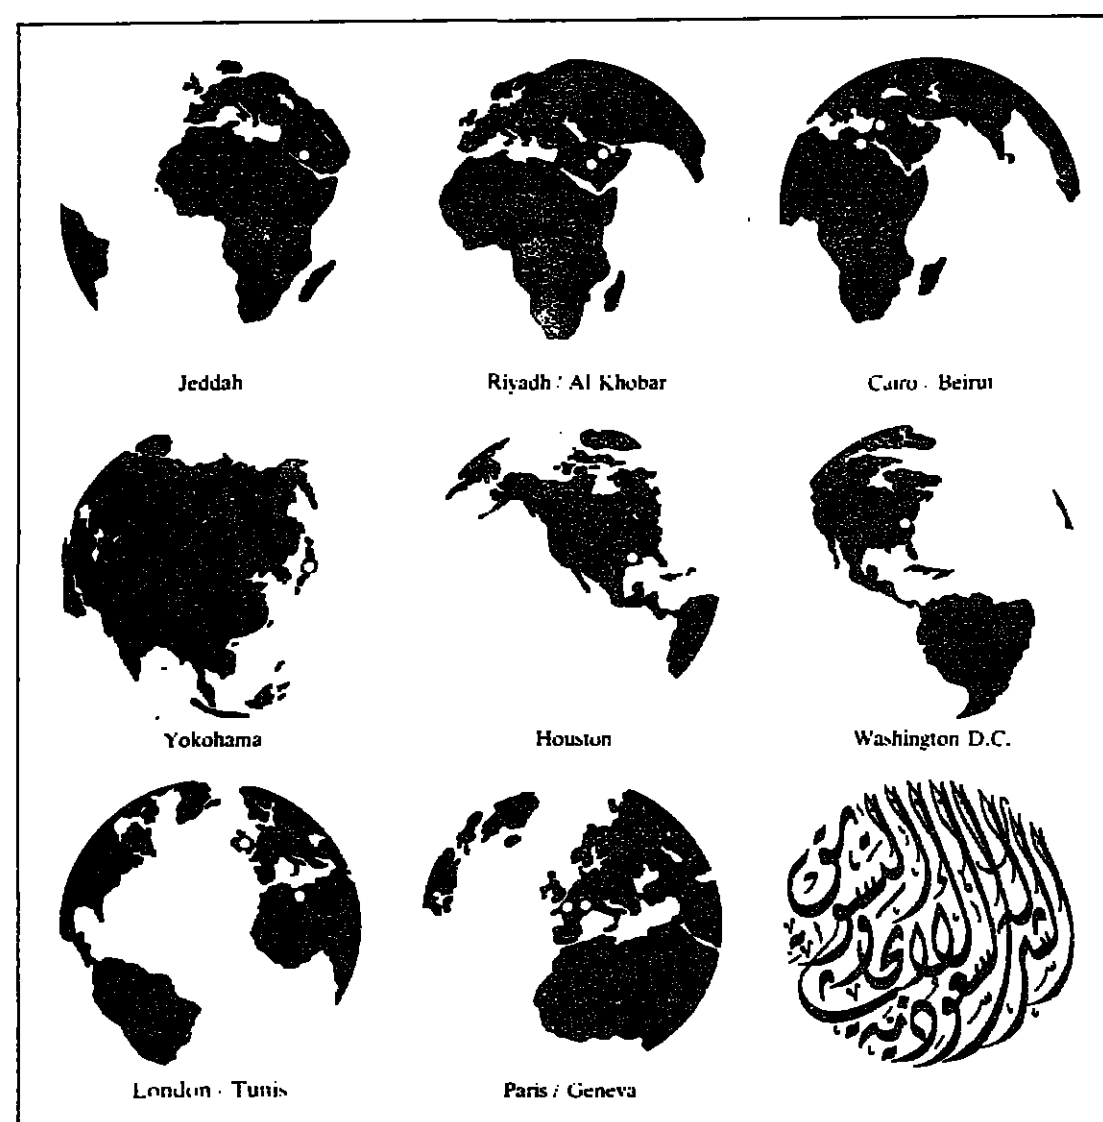 Jeddah
Riyadh / Al Khobar
Cairo - Beirut
Yokohama
Houston
Washington D.C.
London - Tunis
Paris / Geneva